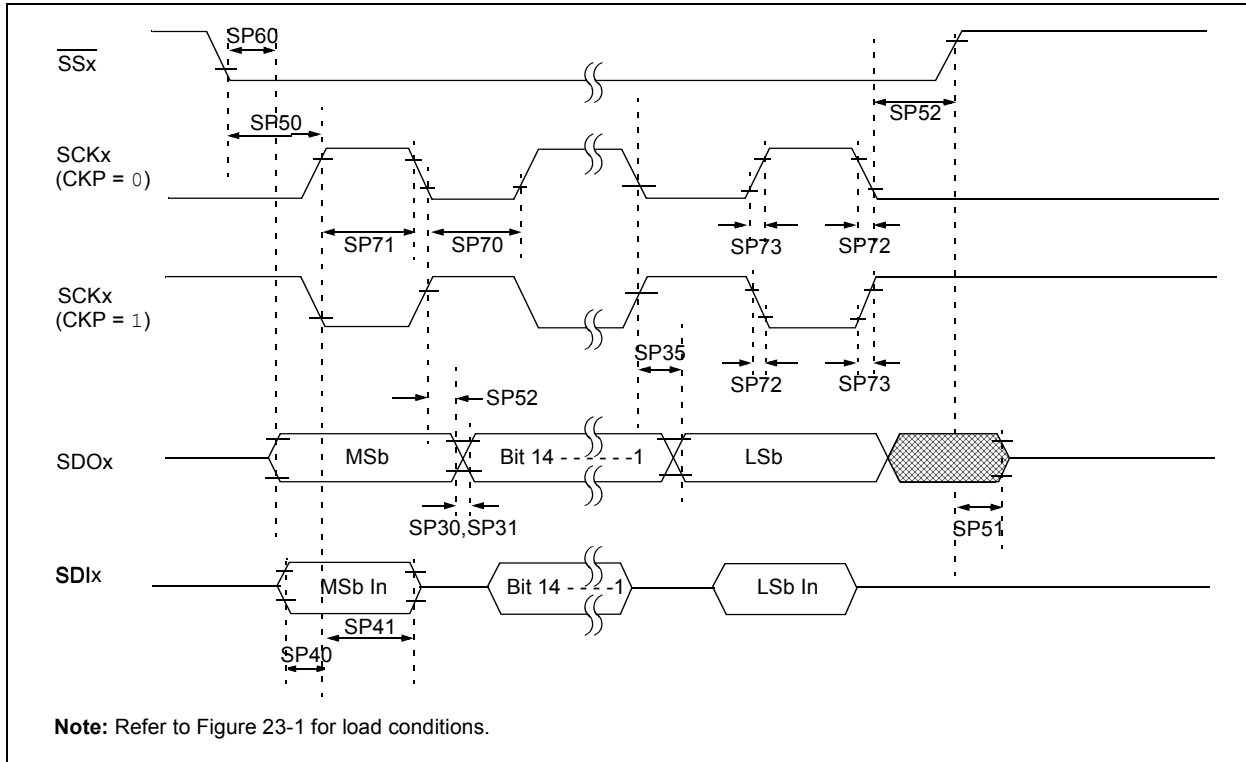 SP60
SSx
SP52
SP50
SCKx
(CKP = 0)
SP71
SP70
SP73
SP72
SCKx
(CKP = 1)
SP35
SP72
SP73
SP52
SDOx
MSb
Bit 14 - - - - - -1
LSb
SP30,SP31
SP51
SDIx
MSb In
Bit 14 - - - -1
LSb In
SP41
SP40
Note: Refer to Figure 23-1 for load conditions.